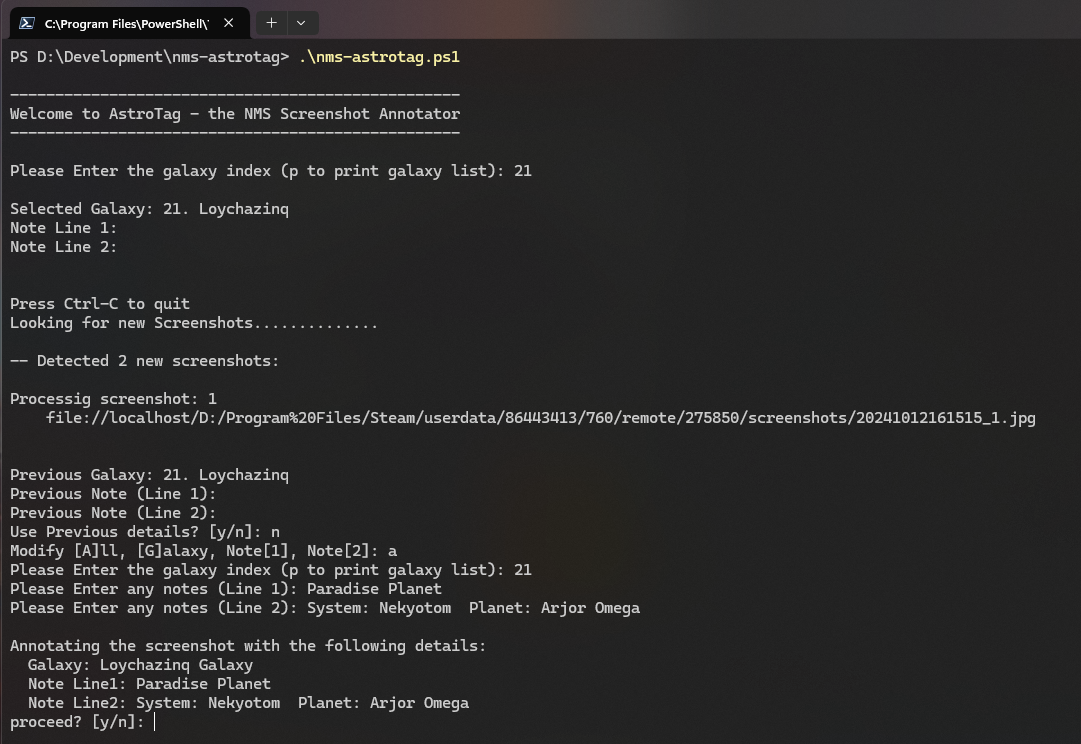 C:\Program Files\PowerShell\
PS D:\Development\nms-astrotag> .\nms-astrotag.ps1
--------------------------------------------------
Welcome to AstroTag - the NMS Screenshot Annotator
--------------------------------------------------
Please Enter the galaxy index (p to print galaxy list): 21
Selected Galaxy: 21. Loychazinq
Note Line 1:
Note Line 2:
Press Ctrl-C to quit
Looking for new Screenshots..............
-- Detected 2 new screenshots:
Processig screenshot: 1
file://localhost/D:/Program%20Files/Steam/userdata/86443413/760/remote/275850/screenshots/20241012161515_1.jpg
Previous Galaxy: 21. Loychazinq
Previous Note (Line 1):
Previous Note (Line 2):
Use Previous details? [y/n]: n
Modify [A]ll, [G]alaxy, Note[1], Note[2]: a
Please Enter the galaxy index (p to print galaxy list): 21
Please Enter any notes (Line 1): Paradise Planet
Please Enter any notes (Line 2): System: Nekyotom  Planet: Arjor Omega
Annotating the screenshot with the following details:
Galaxy: Loychazinq Galaxy
Note Line1: Paradise Planet
Note Line2: System: Nekyotom  Planet: Arjor Omega
proceed? [y/n]: